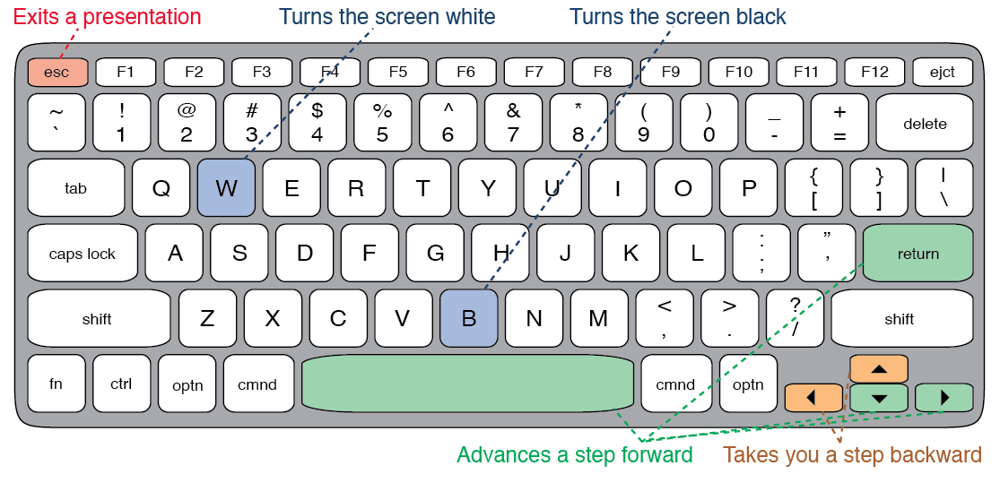 Exits a presentation Turns the screen white Turns the screen black
esc F1 F2 F3 F4 F5 F6 F7 F8 F9 F10 F11 F12 ejct
~ ! @ # $ % ^ & * ( ) _ +
` 1 2 3 4 5 6 7 8 9 0 - = delete
tab Q W E R T Y U I O P { [ } ] | \
caps lock A S D F G H J K L : ; ” ’ return
shift Z X C V B N M < , > . ? / shift
fn ctrl optn cmnd cmnd optn
Advances a step forward Takes you a step backward